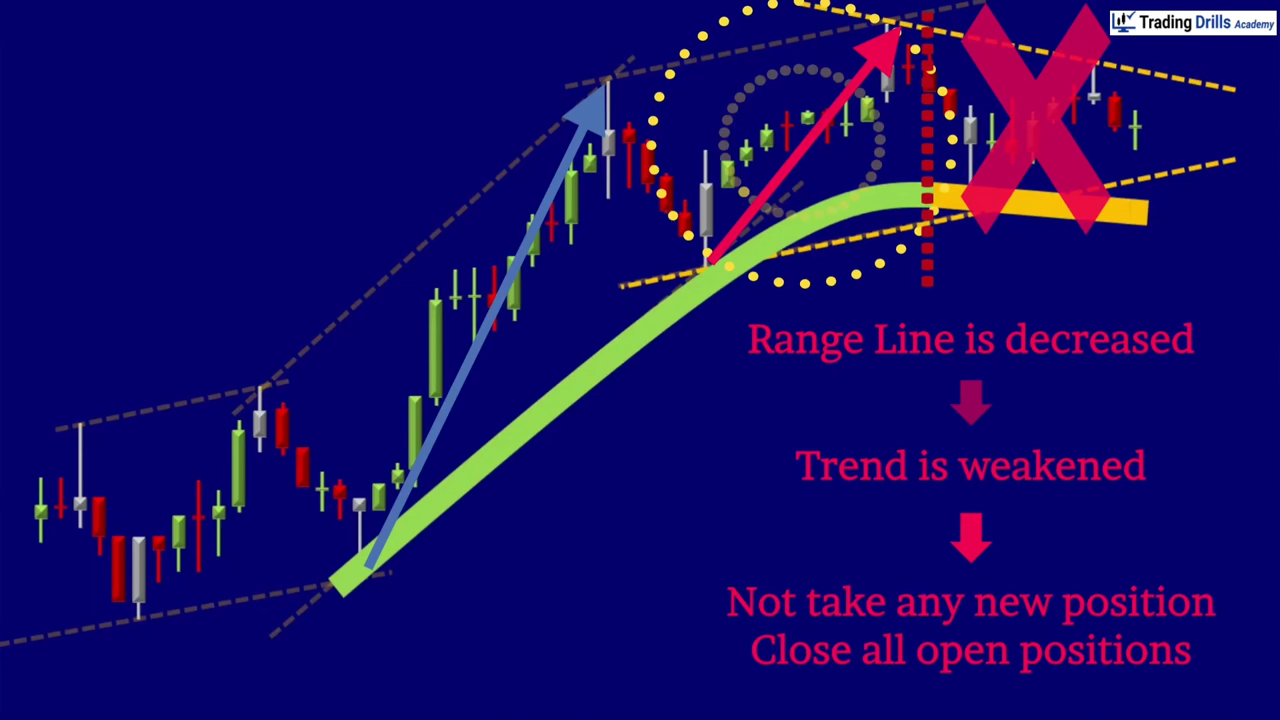 Trading Drills Academy
Range Line is decreased
Trend is weakened
Not take any new position
Close all open positions